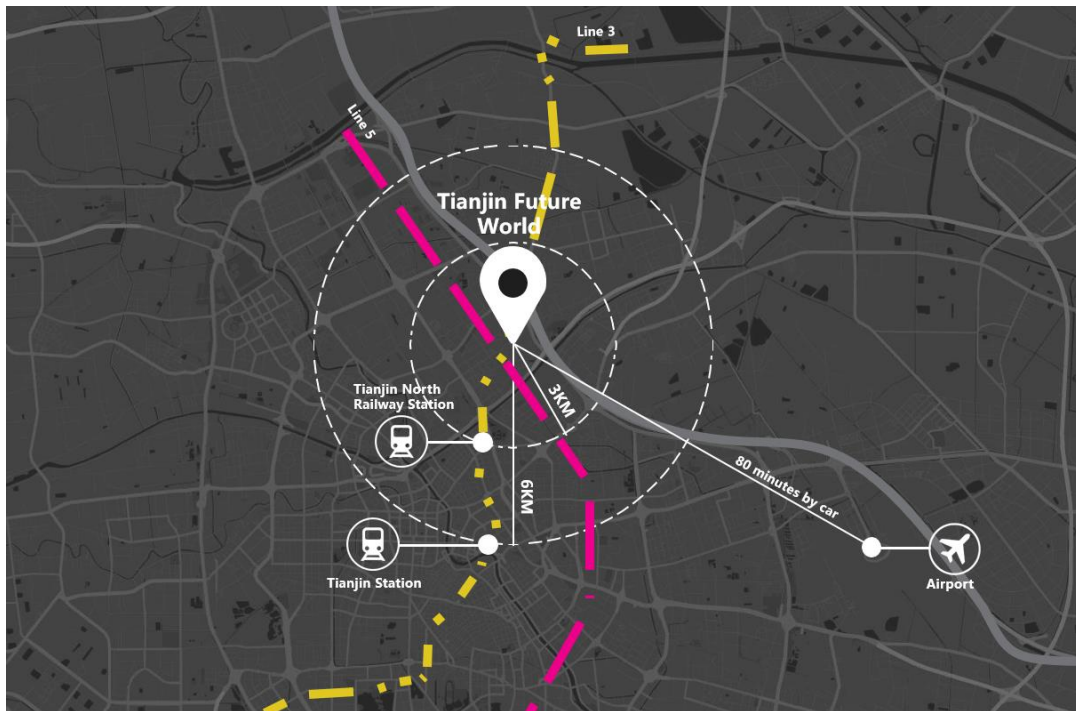 Line 3
Line 5
Tianjin Future
World
Tianjin North
Railway Station
3KM
80 minutes by car
6KM
Tianjin Station
Airport